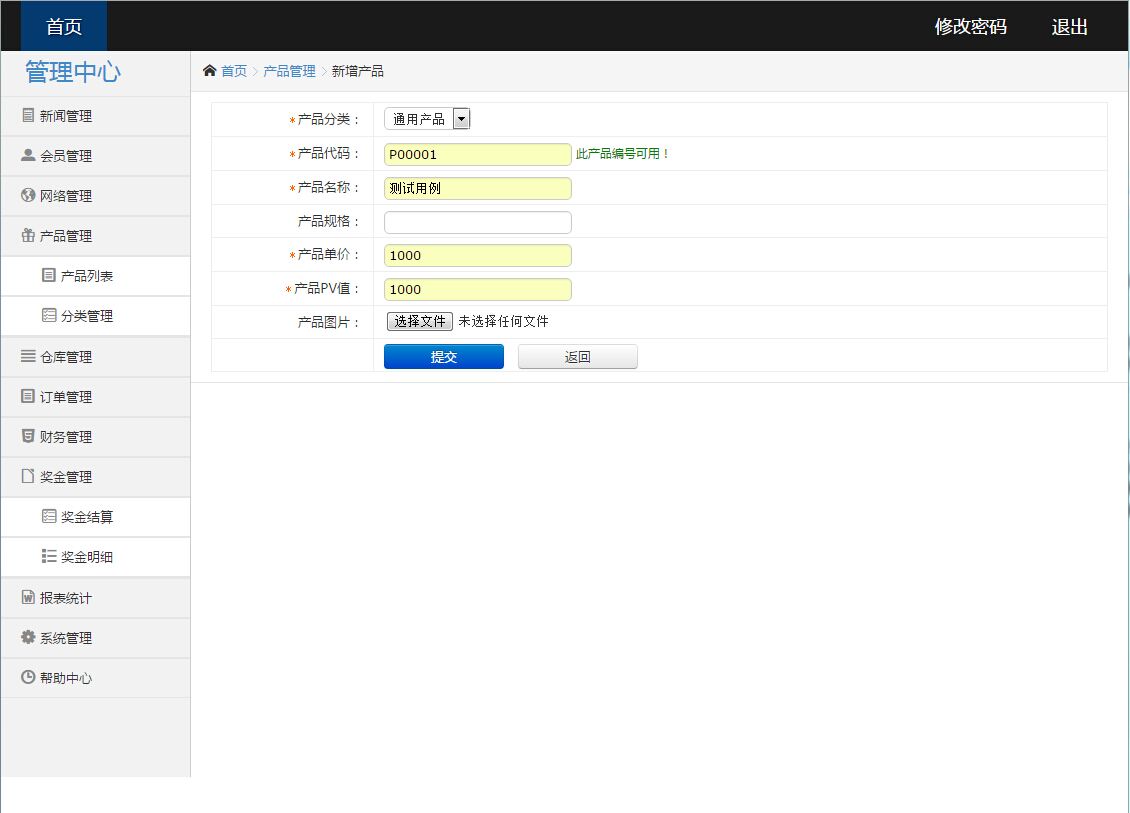 首页 修改密码 退出
管理中心
首页 > 产品管理 > 新增产品
新闻管理
会员管理
网络管理
产品管理
产品列表
分类管理
仓库管理
订单管理
财务管理
奖金管理
奖金结算
奖金明细
报表统计
系统管理
帮助中心
*产品分类： 通用产品
*产品代码： P00001 此产品编号可用！
*产品名称： 测试用例
产品规格：
*产品单价： 1000
*产品PV值： 1000
产品图片： 选择文件 未选择任何文件
提交 返回